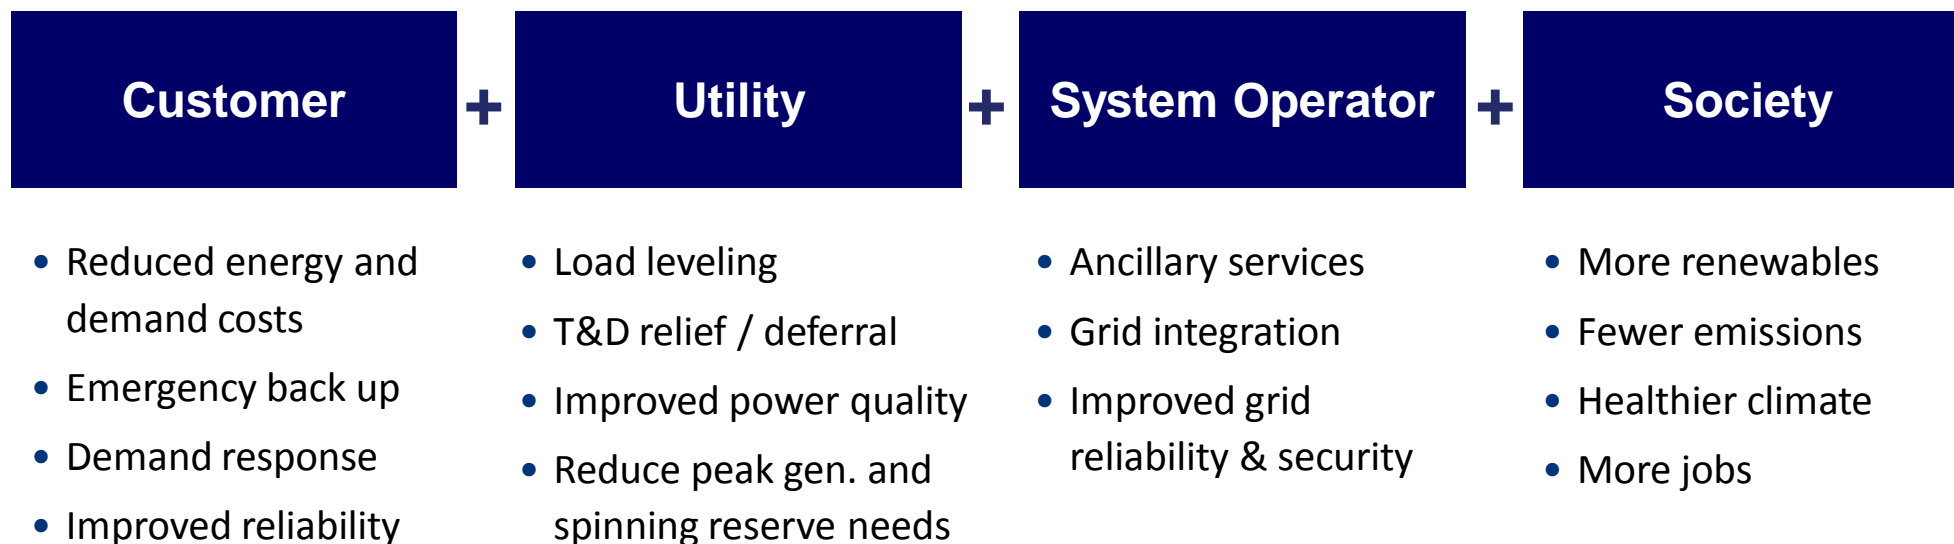 Customer + Utility + System Operator + Society
• Reduced energy and
demand costs
• Emergency back up
• Demand response
• Improved reliability
• Load leveling
• T&D relief / deferral
• Improved power quality
• Reduce peak gen. and
spinning reserve needs
• Ancillary services
• Grid integration
• Improved grid
reliability & security
• More renewables
• Fewer emissions
• Healthier climate
• More jobs